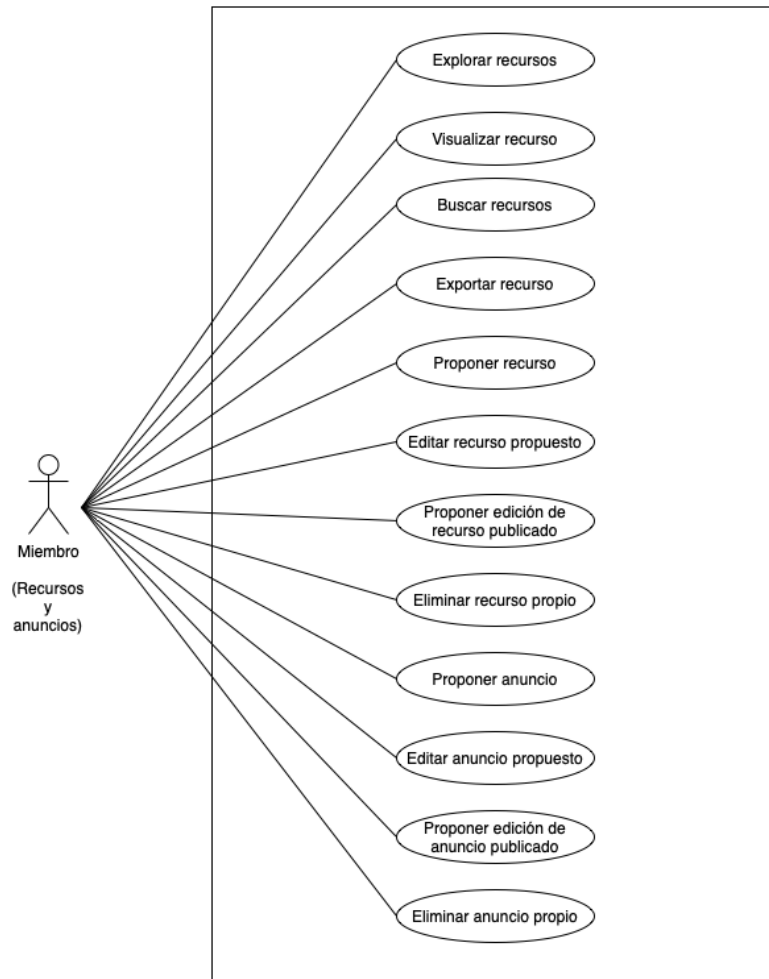 Explorar recursos
Visualizar recurso
Buscar recursos
Exportar recurso
Proponer recurso
Editar recurso propuesto
Proponer edición de
recurso publicado
Eliminar recurso propio
Proponer anuncio
Editar anuncio propuesto
Proponer edición de
anuncio publicado
Eliminar anuncio propio
Miembro
(Recursos
y
anuncios)